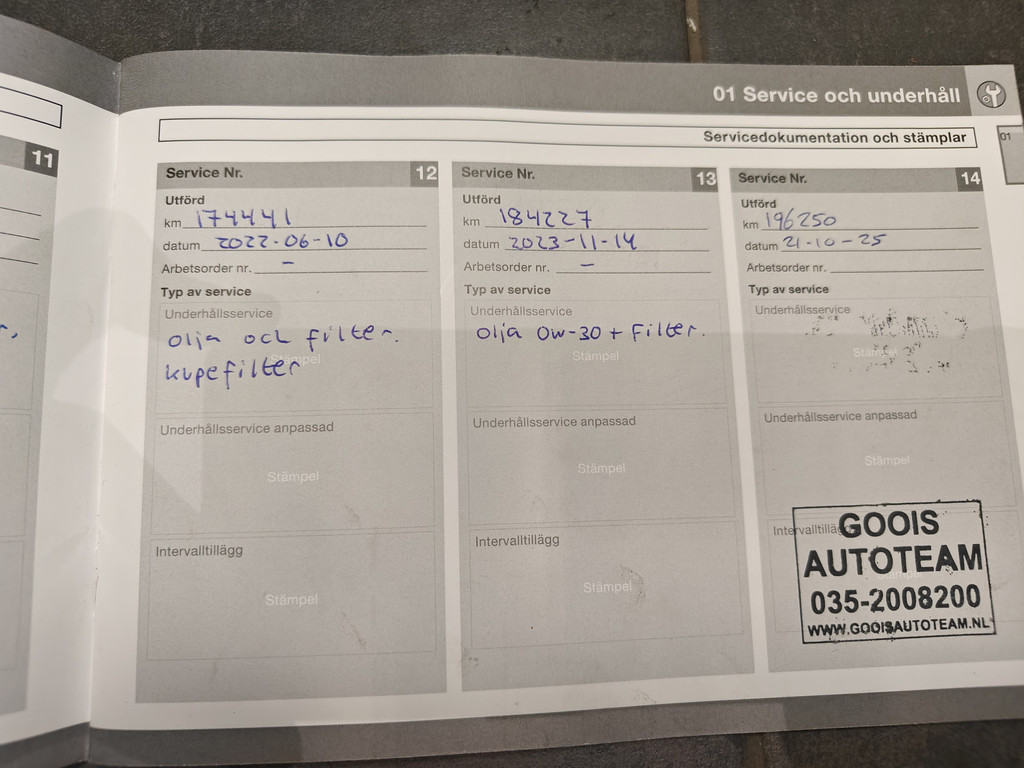 01 Service och underhåll
Servicedokumentation och stämplar
01
11
Service Nr. 12
Utförd
km 174441
datum 2022-06-10
Arbetsorder nr. -
Typ av service
Underhållsservice
olja och filter.
Stämpel
kupefilter
Underhållsservice anpassad
Stämpel
Intervalltillägg
Stämpel
Service Nr. 13
Utförd
km 184227
datum 2023-11-14
Arbetsorder nr. -
Typ av service
Underhållsservice
olja 0w-30 + filter.
Stämpel
Underhållsservice anpassad
Stämpel
Intervalltillägg
Stämpel
Service Nr. 14
Utförd
km 196250
datum 21-10-25
Arbetsorder nr.
Typ av service
Underhållsservice
Stämpel
Underhållsservice anpassad
Stämpel
Intervalltillägg
GOOIS
AUTOTEAM
035-2008200
WWW.GOOISAUTOTEAM.NL